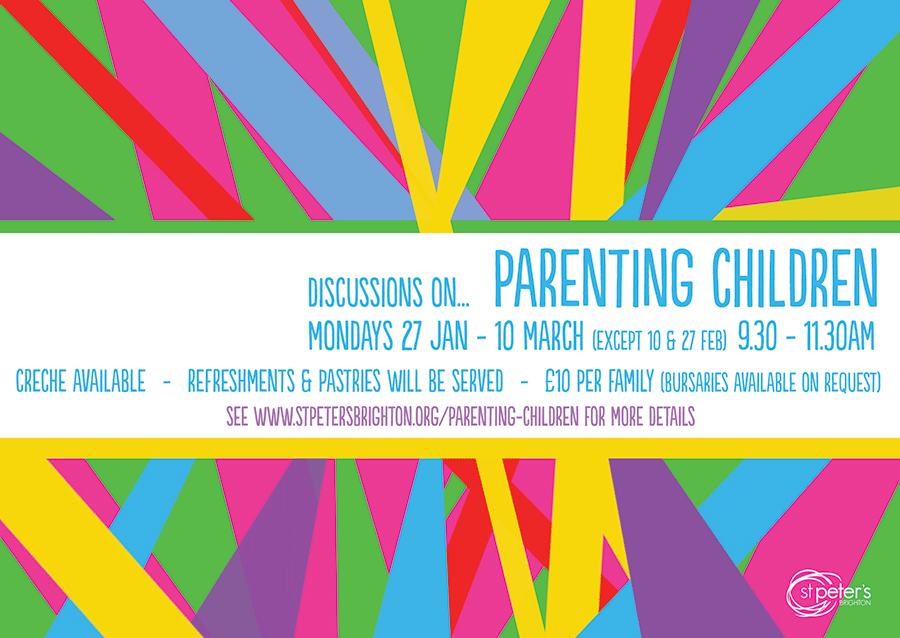 DISCUSSIONS ON... PARENTING CHILDREN
MONDAYS 27 JAN - 10 MARCH (EXCEPT 10 & 27 FEB) 9.30 - 11.30AM
CRECHE AVAILABLE - REFRESHMENTS & PASTRIES WILL BE SERVED - £10 PER FAMILY (BURSARIES AVAILABLE ON REQUEST)
SEE WWW.STPETERSBRIGHTON.ORG/PARENTING-CHILDREN FOR MORE DETAILS
st peter's
BRIGHTON